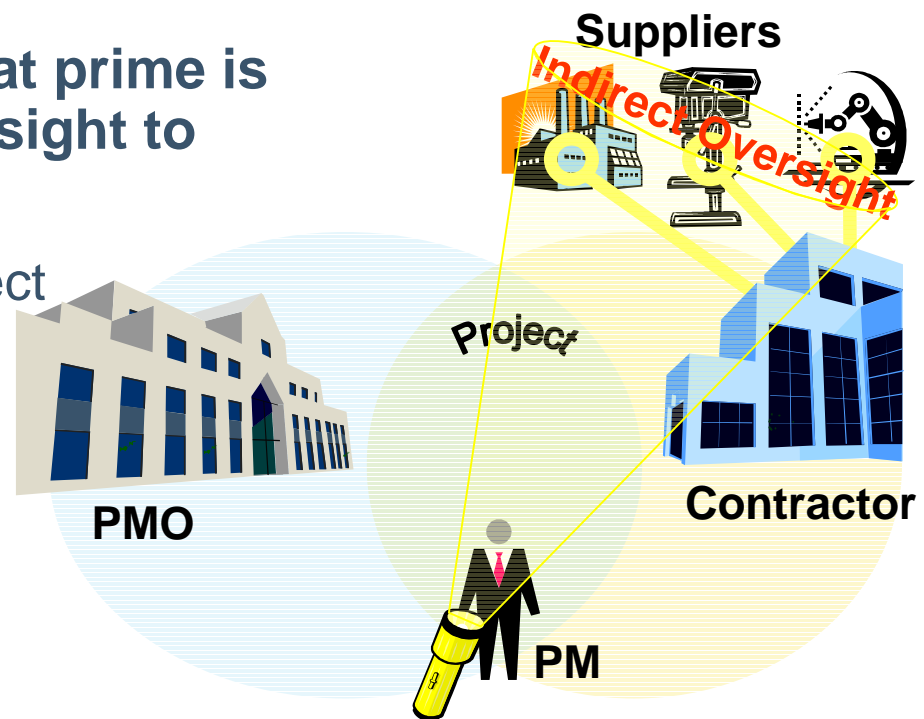 Suppliers
at prime is
sight to
Indirect Oversight
ect
Project
PMO
Contractor
PM